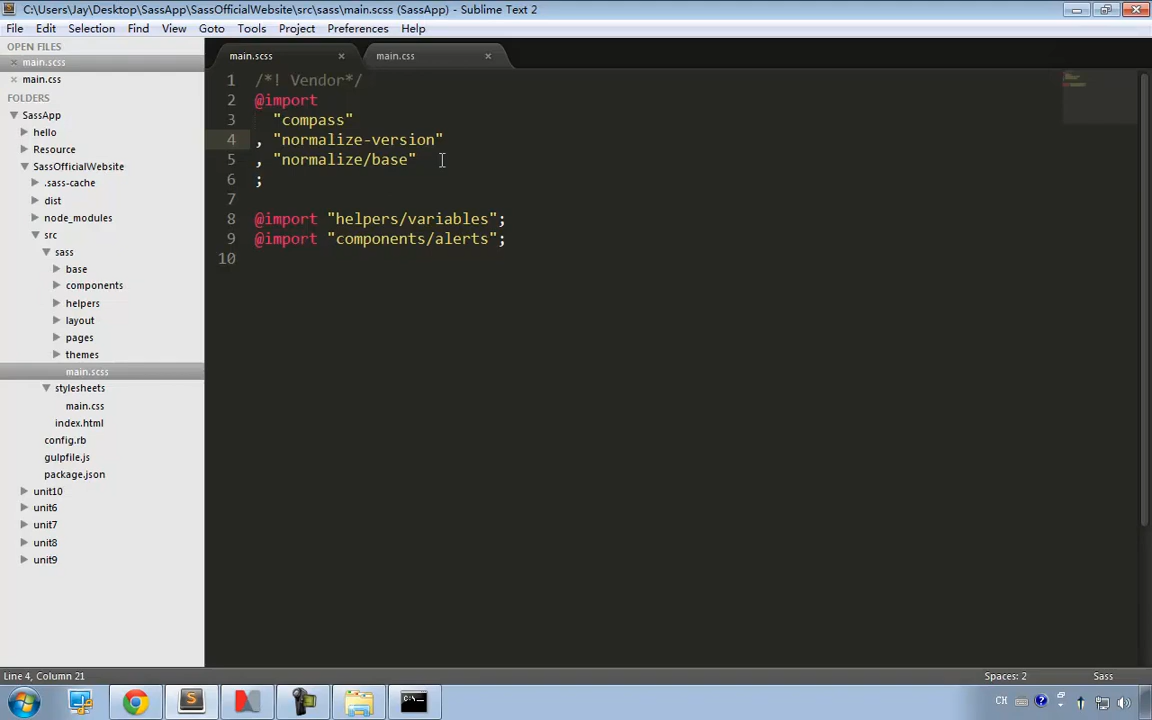 C:\Users\Jay\Desktop\SassApp\SassOfficialWebsite\src\sass\main.scss (SassApp) - Sublime Text 2
File Edit Selection Find View Goto Tools Project Preferences Help
OPEN FILES
main.scss
main.css
FOLDERS
SassApp
hello
Resource
SassOfficialWebsite
.sass-cache
dist
node_modules
src
sass
base
components
helpers
layout
pages
themes
main.scss
stylesheets
main.css
index.html
config.rb
gulpfile.js
package.json
unit10
unit6
unit7
unit8
unit9
main.scss main.css
1 /*! Vendor*/
2 @import
3 "compass"
4 , "normalize-version"
5 , "normalize/base"
6 ;
7
8 @import "helpers/variables";
9 @import "components/alerts";
10
Line 4, Column 21 Spaces: 2 Sass
CH